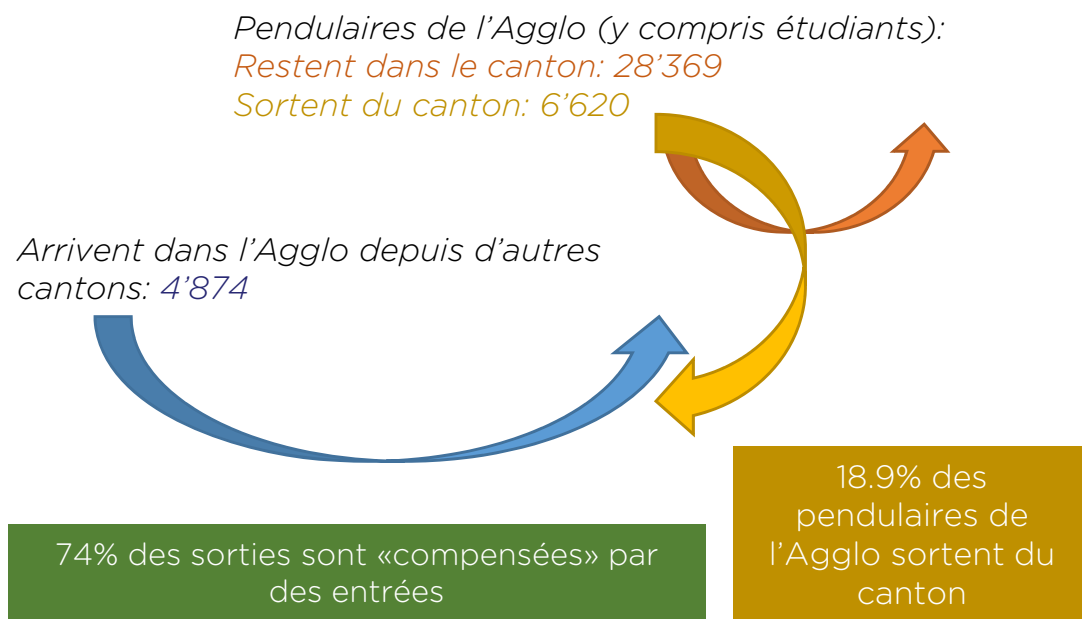 Pendulaires de l’Agglo (y compris étudiants):
Restent dans le canton: 28’369
Sortent du canton: 6’620
Arrivent dans l’Agglo depuis d’autres
cantons: 4’874
74% des sorties sont «compensées» par
des entrées
18.9% des
pendulaires de
l’Agglo sortent du
canton